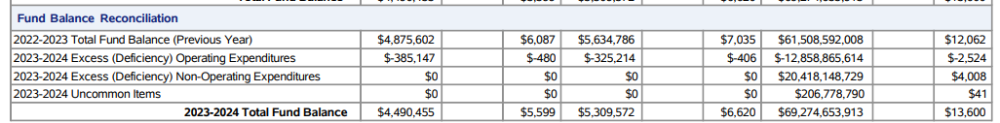 Fund Balance Reconciliation
2022-2023 Total Fund Balance (Previous Year) $4,875,602 $6,087 $5,634,786 $7,035 $61,508,592,008 $12,062
2023-2024 Excess (Deficiency) Operating Expenditures $-385,147 $-480 $-325,214 $-406 $-12,858,865,614 $-2,524
2023-2024 Excess (Deficiency) Non-Operating Expenditures $0 $0 $0 $0 $20,418,148,729 $4,008
2023-2024 Uncommon Items $0 $0 $0 $0 $206,778,790 $41
2023-2024 Total Fund Balance $4,490,455 $5,599 $5,309,572 $6,620 $69,274,653,913 $13,600